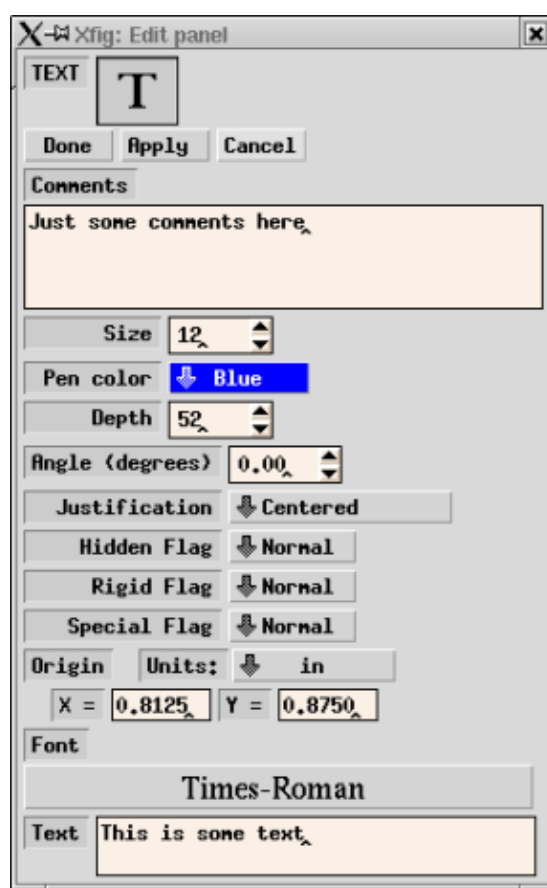 Xfig: Edit panel
TEXT T
Done Apply Cancel
Comments
Just some comments here
Size 12
Pen color Blue
Depth 52
Angle (degrees) 0.00
Justification Centered
Hidden Flag Normal
Rigid Flag Normal
Special Flag Normal
Origin Units: in
X = 0.8125 Y = 0.8750
Font
Times-Roman
Text This is some text